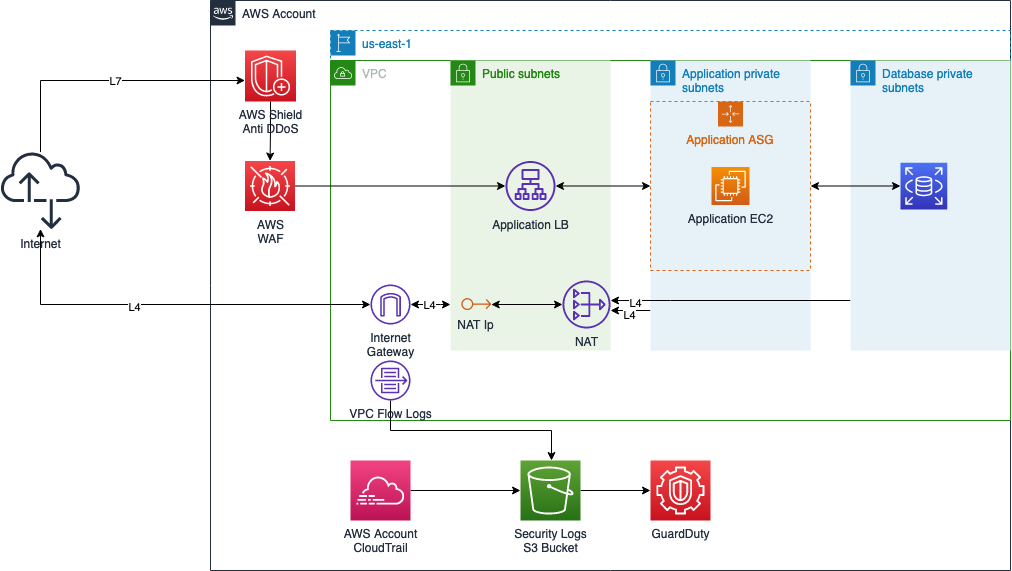 aws
AWS Account
us-east-1
VPC
Public subnets
Application private
subnets
Database private
subnets
L7
AWS Shield
Anti DDoS
Application ASG
Internet
AWS
WAF
Application LB
Application EC2
L4
L4
L4
L4
NAT Ip
NAT
Internet
Gateway
VPC Flow Logs
AWS Account
CloudTrail
Security Logs
S3 Bucket
GuardDuty